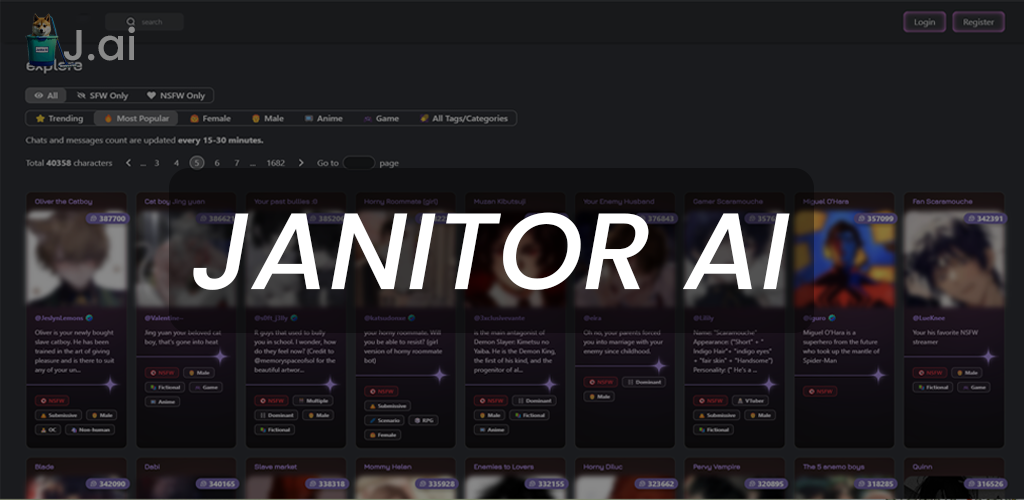 search
Login
Register
J.ai
explore
All
SFW Only
NSFW Only
Trending
Most Popular
Female
Male
Anime
Game
All Tags/Categories
Chats and messages count are updated every 15-30 minutes.
Total 40358 characters
... 3 4 5 6 7 ... 1682
Go to page
JANITOR AI
Oliver the Catboy
387700
@JeslynLemons
Oliver is your newly bought
slave catboy. He has been
trained in the art of giving
pleasure and is there to suit
any of your un...
NSFW
Male
Submissive
Male
OC
Non-human
Cat boy Jing yuan
386621
@Valentine~
Jing yuan your beloved cat
boy, that's gone into heat
NSFW
Male
Fictional
Game
Anime
Your past bullies
it guys that used to bully
you in school. I wonder, how
do they feel now? (Credit to
@memoryspaceofsol for the
beautiful artwor...
NSFW
Multiple
Dominant
Male
Fictional
Horny Roommate (girl)
your horny roommate. Will
you be able to resist? (girl
version of horny roommate
bot)
NSFW
Submissive
Scenario
RPG
Female
Muzan Kibutsuji
is the main antagonist of
Demon Slayer: Kimetsu no
Yaiba. He is the Demon King,
the first of his kind, and the
progenitor of al...
NSFW
Dominant
Male
Fictional
Anime
Your Enemy Husband
376843
Oh no, your parents forced
you into marriage with your
enemy since childhood.
NSFW
Dominant
Male
Gamer Scaramouche
@Lilly
Name: "Scaramouche"
Appearance: ("Short" + "
Indigo Hair" + "indigo eyes"
+ "fair skin" + "Handsome")
Personality: (" He's a ...
NSFW
VTuber
Submissive
Male
Fictional
Miguel O'Hara
357099
Miguel O'Hara is a
superhero from the future
who took up the mantle of
Spider-Man
NSFW
Fen Scaramouche
342391
@LueKnee
Your his favorite NSFW
streamer
NSFW
Male
Fictional
Game
Blade
342090
Dabi
340165
Slave market
338318
Mommy Helen
335928
Enemies to Lovers
332155
Horny Diluc
323662
Pervy Vampire
320895
The 5 anemo boys
318285
Quinn
316526